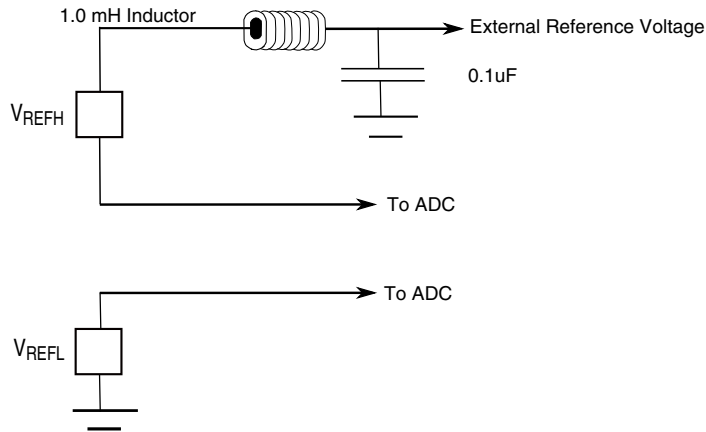 1.0 mH Inductor
External Reference Voltage
0.1uF
VREFH
To ADC
To ADC
VREFL